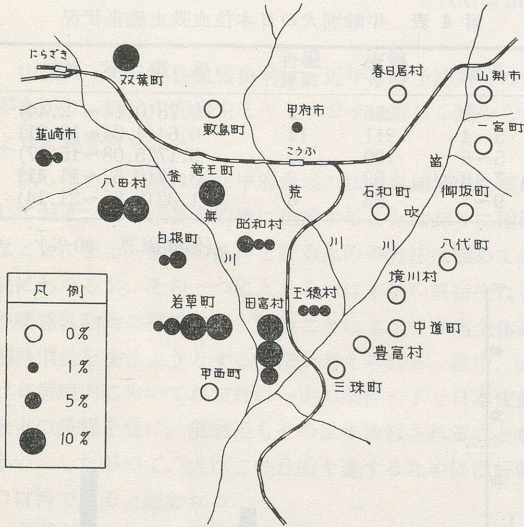 にらざき
双葉町
春日居村
山梨市
敷島町
甲府市
一宮町
韮崎市
こうふ
笛
釜
竜王町
荒
八田村
石和町
御坂町
無
吹
白根町
昭和村
八代町
川
川
川
境川村
凡例
若草町
田富村
玉穂村
0%
中道町
1%
豊富村
5%
甲西町
三珠町
10%